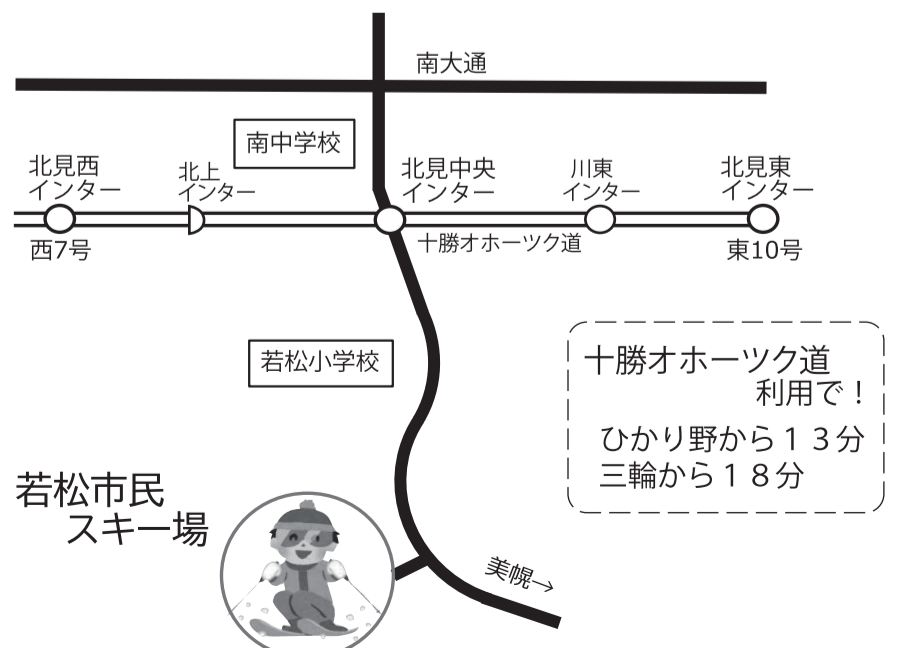 南大通
南中学校
北見西
インター
北上
インター
北見中央
インター
川東
インター
北見東
インター
西7号
十勝オホーツク道
東10号
若松小学校
十勝オホーツク道
利用で！
ひかり野から１３分
三輪から１８分
若松市民
スキー場
美幌→